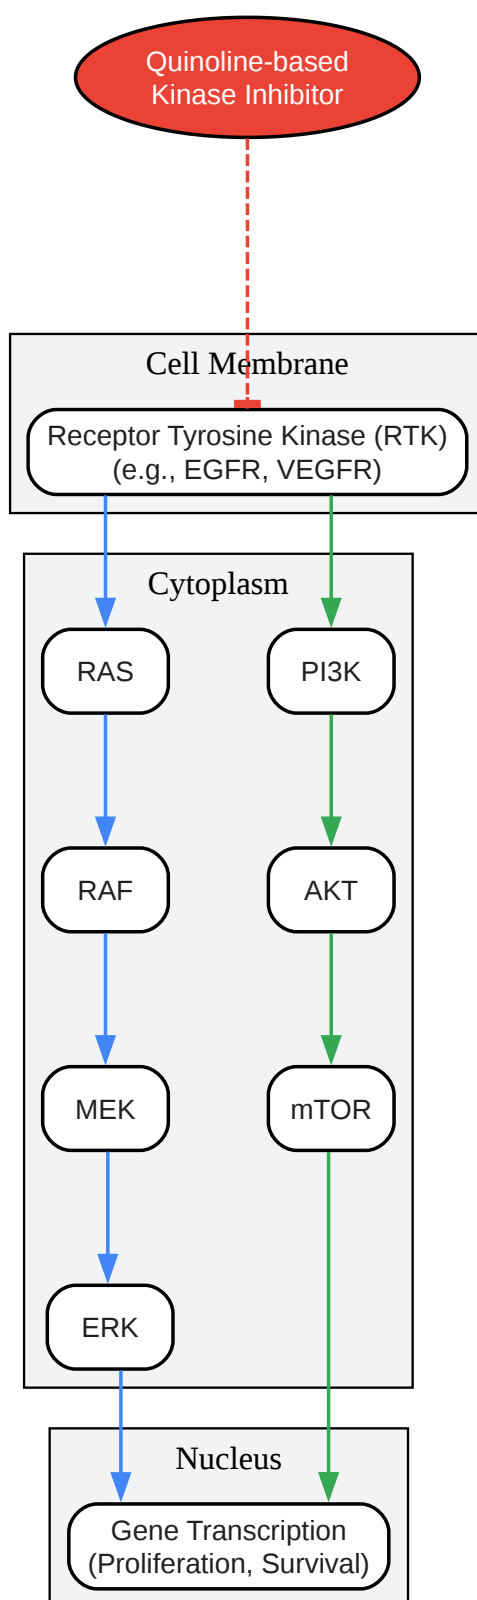 Quinoline-based
Kinase Inhibitor
Cell Membrane
Receptor Tyrosine Kinase (RTK)
(e.g., EGFR, VEGFR)
Cytoplasm
RAS
PI3K
RAF
AKT
MEK
mTOR
ERK
Nucleus
Gene Transcription
(Proliferation, Survival)